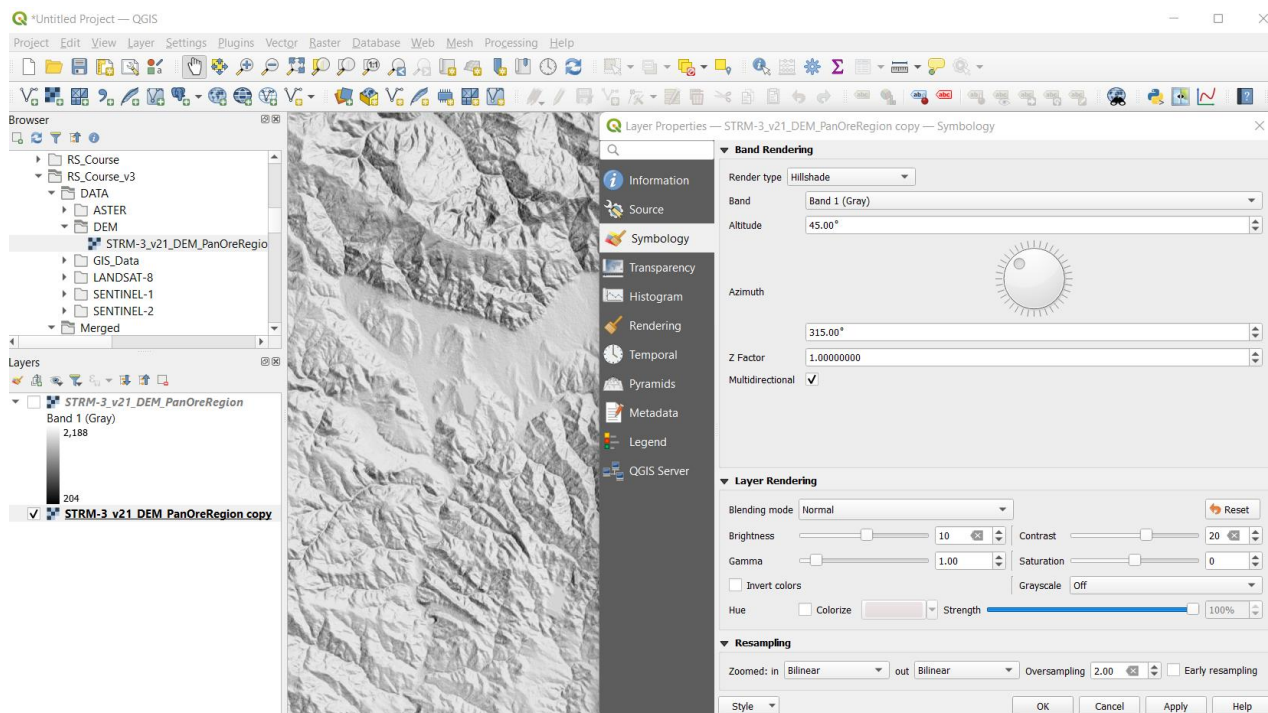 *Untitled Project — QGIS
Project Edit View Layer Settings Plugins Vector Raster Database Web Mesh Processing Help
Browser
RS_Course
RS_Course_v3
DATA
ASTER
DEM
STRM-3_v21_DEM_PanOreRegio
GIS_Data
LANDSAT-8
SENTINEL-1
SENTINEL-2
Merged
Layers
STRM-3_v21_DEM_PanOreRegion
Band 1 (Gray)
2,188
204
STRM-3_v21_DEM_PanOreRegion copy
Layer Properties — STRM-3_v21_DEM_PanOreRegion copy — Symbology
Information
Source
Symbology
Transparency
Histogram
Rendering
Temporal
Pyramids
Metadata
Legend
QGIS Server
Band Rendering
Render type Hillshade
Band Band 1 (Gray)
Altitude 45.00°
Azimuth
315.00°
Z Factor 1.00000000
Multidirectional
Layer Rendering
Blending mode Normal Reset
Brightness 10 Contrast 20
Gamma 1.00 Saturation 0
Invert colors Grayscale Off
Hue Colorize Strength 100%
Resampling
Zoomed: in Bilinear out Bilinear Oversampling 2.00 Early resampling
Style OK Cancel Apply Help